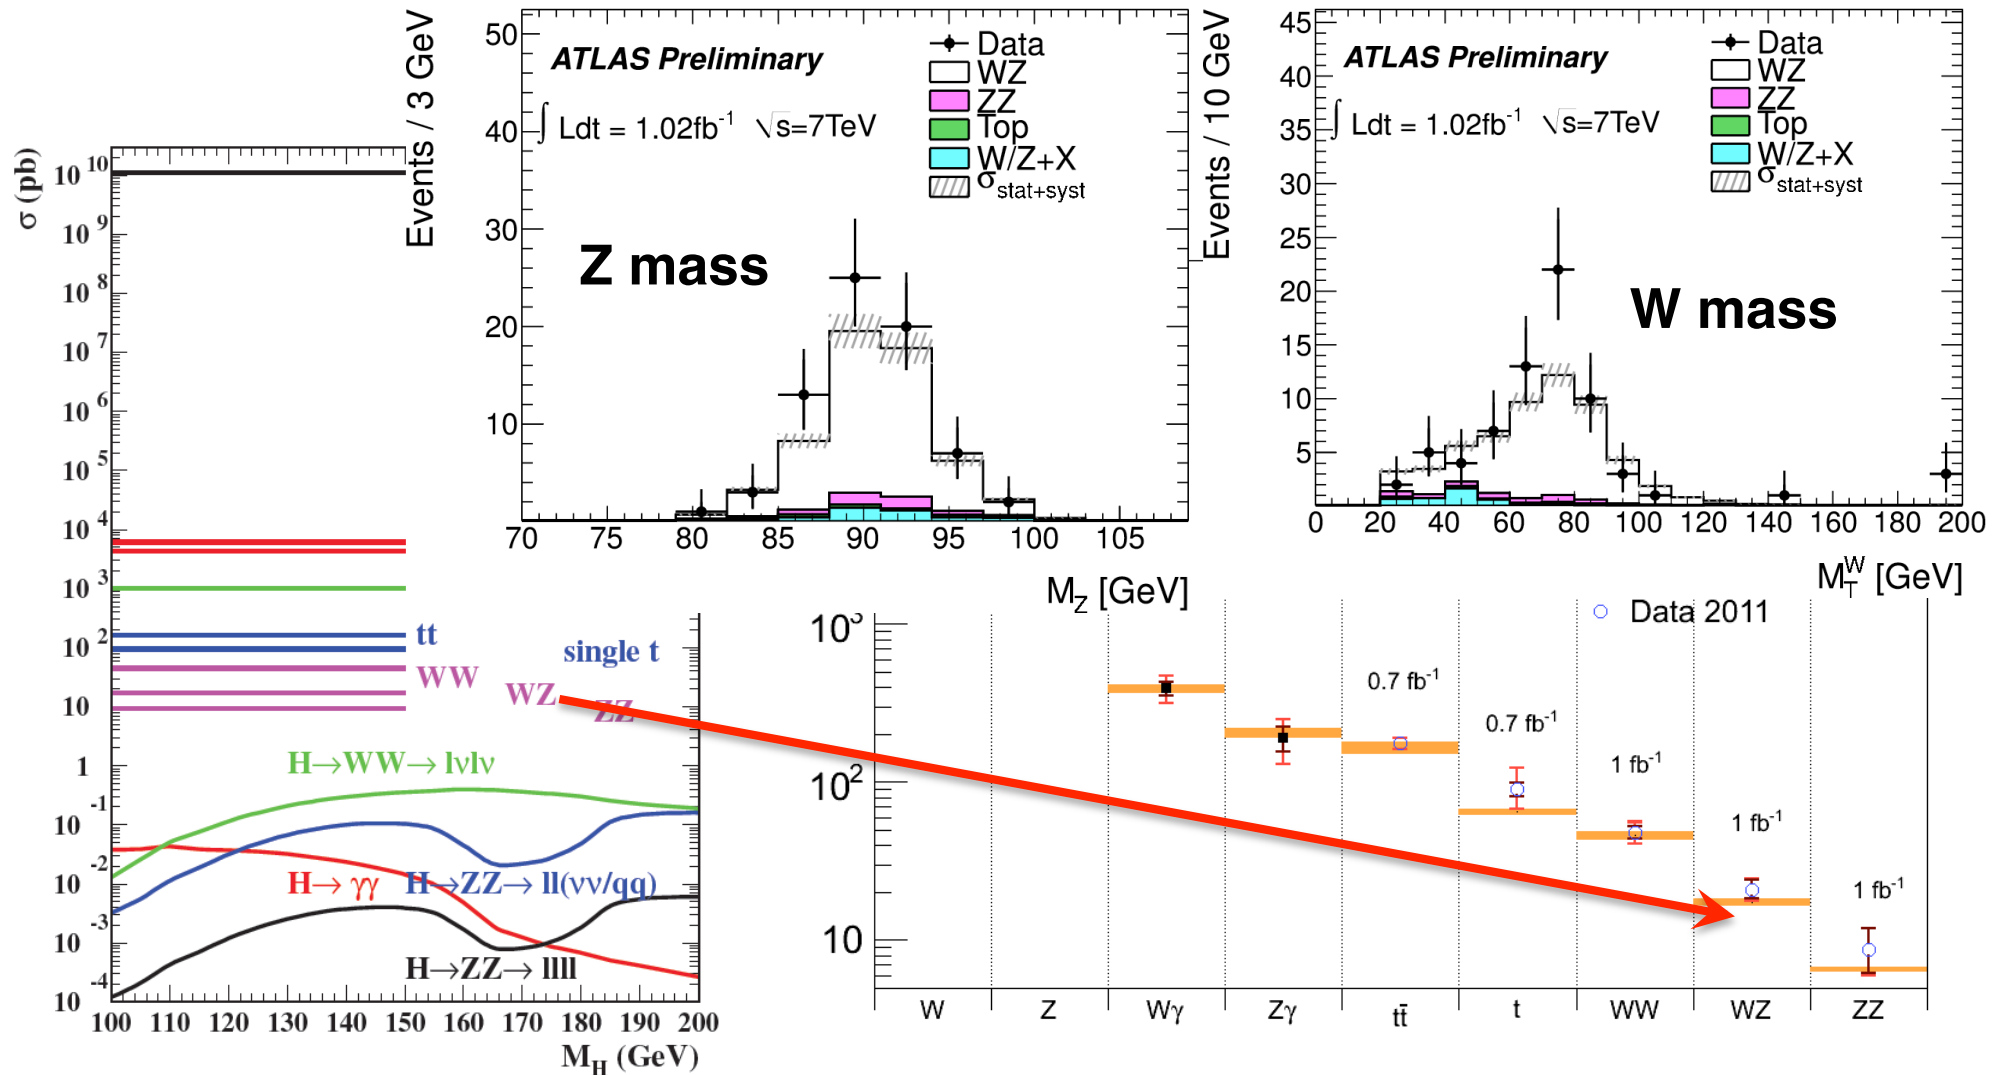 Events / 3 GeV
50
40
30
20
10
ATLAS Preliminary
∫ Ldt = 1.02fb⁻¹ √s=7TeV
Data
WZ
ZZ
Top
W/Z+X
σ stat+syst
Z mass
70 75 80 85 90 95 100 105
M_Z [GeV]
Events / 10 GeV
45
40
35
30
25
20
15
10
5
ATLAS Preliminary
∫ Ldt = 1.02fb⁻¹ √s=7TeV
Data
WZ
ZZ
Top
W/Z+X
σ stat+syst
W mass
0 20 40 60 80 100 120 140 160 180 200
M_T^W [GeV]
σ (pb)
10¹⁰
10⁹
10⁸
10⁷
10⁶
10⁵
10⁴
10³
10²
10
1
10⁻¹
10⁻²
10⁻³
10⁻⁴
tt
single t
WW
WZ
ZZ
H→WW→lνlν
H→γγ
H→ZZ→ll(νν/qq)
H→ZZ→llll
100 110 120 130 140 150 160 170 180 190 200
M_H (GeV)
Data 2011
10³
10²
10
0.7 fb⁻¹
0.7 fb⁻¹
1 fb⁻¹
1 fb⁻¹
1 fb⁻¹
W Z Wγ Zγ tt̄ t WW WZ ZZ